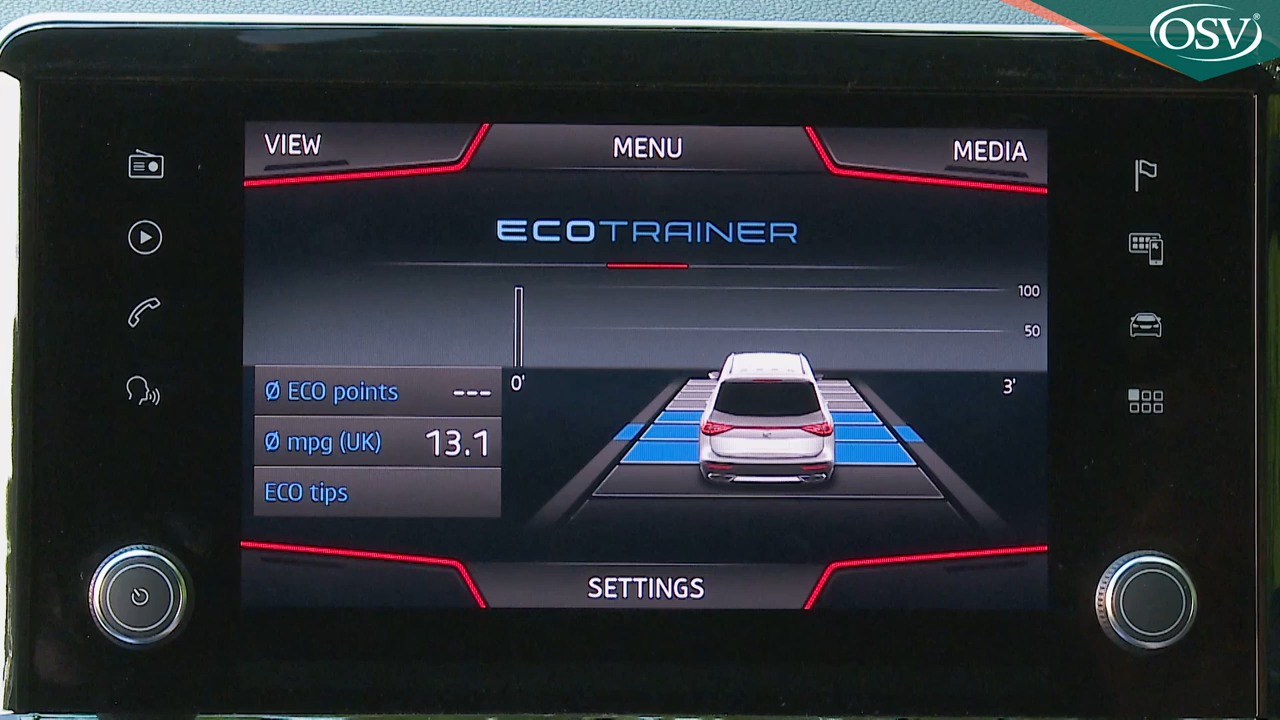 OSV®
VIEW
MENU
MEDIA
ECOTRAINER
100
50
0'
3'
Ø ECO points ---
Ø mpg (UK) 13.1
ECO tips
SETTINGS